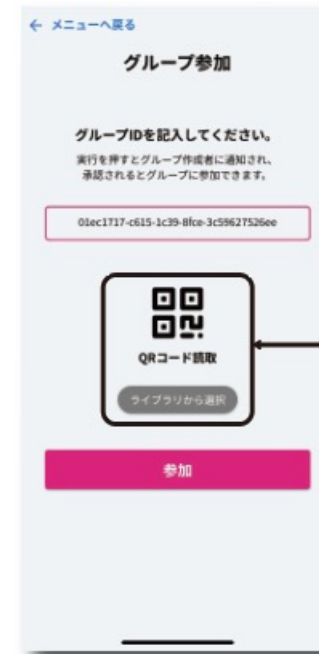 ← メニューへ戻る
グループ参加
グループIDを記入してください。
実行を押すとグループ作成者に通知され、
承認されるとグループに参加できます。
01ec1717-c615-1c39-8fce-3c59627526ee
QRコード読取
ライブラリから選択
参加